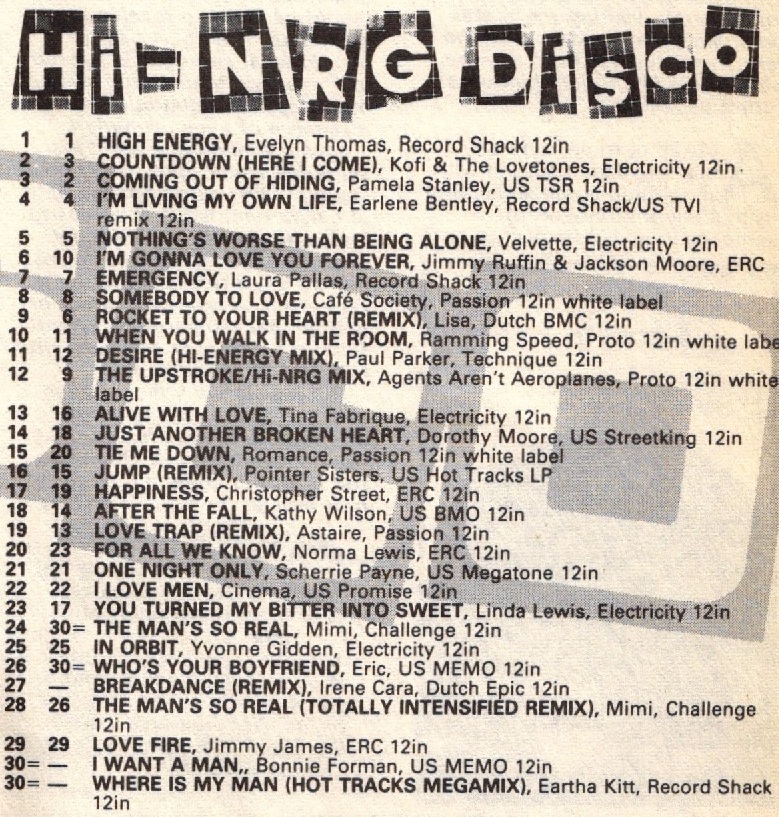 Hi-NRG Disco
1 1 HIGH ENERGY, Evelyn Thomas, Record Shack 12in
2 3 COUNTDOWN (HERE I COME), Kofi & The Lovetones, Electricity 12in
3 2 COMING OUT OF HIDING, Pamela Stanley, US TSR 12in
4 4 I'M LIVING MY OWN LIFE, Earlene Bentley, Record Shack/US TVI
remix 12in
5 5 NOTHING'S WORSE THAN BEING ALONE, Velvette, Electricity 12in
6 10 I'M GONNA LOVE YOU FOREVER, Jimmy Ruffin & Jackson Moore, ERC
7 7 EMERGENCY, Laura Pallas, Record Shack 12in
8 8 SOMEBODY TO LOVE, Café Society, Passion 12in white label
9 6 ROCKET TO YOUR HEART (REMIX), Lisa, Dutch BMC 12in
10 11 WHEN YOU WALK IN THE ROOM, Ramming Speed, Proto 12in white labe
11 12 DESIRE (HI-ENERGY MIX), Paul Parker, Technique 12in
12 9 THE UPSTROKE/Hi-NRG MIX, Agents Aren't Aeroplanes, Proto 12in white
label
13 16 ALIVE WITH LOVE, Tina Fabrique, Electricity 12in
14 18 JUST ANOTHER BROKEN HEART, Dorothy Moore, US Streetking 12in
15 20 TIE ME DOWN, Romance, Passion 12in white label
16 15 JUMP (REMIX), Pointer Sisters, US Hot Tracks LP
17 19 HAPPINESS, Christopher Street, ERC 12in
18 14 AFTER THE FALL, Kathy Wilson, US BMO 12in
19 13 LOVE TRAP (REMIX), Astaire, Passion 12in
20 23 FOR ALL WE KNOW, Norma Lewis, ERC 12in
21 21 ONE NIGHT ONLY, Scherrie Payne, US Megatone 12in
22 22 I LOVE MEN, Cinema, US Promise 12in
23 17 YOU TURNED MY BITTER INTO SWEET, Linda Lewis, Electricity 12in
24 30= THE MAN'S SO REAL, Mimi, Challenge 12in
25 25 IN ORBIT, Yvonne Gidden, Electricity 12in
26 30= WHO'S YOUR BOYFRIEND, Eric, US MEMO 12in
27 — BREAKDANCE (REMIX), Irene Cara, Dutch Epic 12in
28 26 THE MAN'S SO REAL (TOTALLY INTENSIFIED REMIX), Mimi, Challenge
12in
29 29 LOVE FIRE, Jimmy James, ERC 12in
30= — I WANT A MAN,, Bonnie Forman, US MEMO 12in
30= — WHERE IS MY MAN (HOT TRACKS MEGAMIX), Eartha Kitt, Record Shack
12in